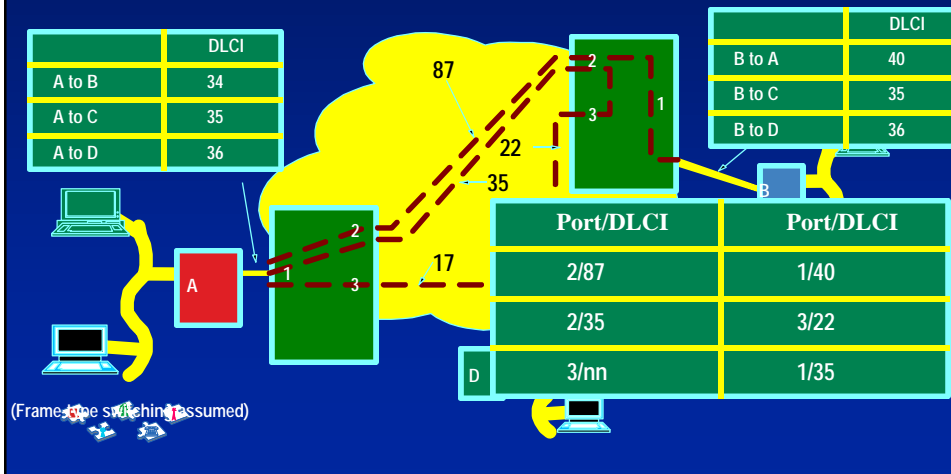 DLCI
A to B 34
A to C 35
A to D 36
DLCI
B to A 40
B to C 35
B to D 36
87
2
1
3
22
35
B
2
1
3
17
A
Port/DLCI Port/DLCI
2/87 1/40
2/35 3/22
3/nn 1/35
D
(Frame type switching assumed)